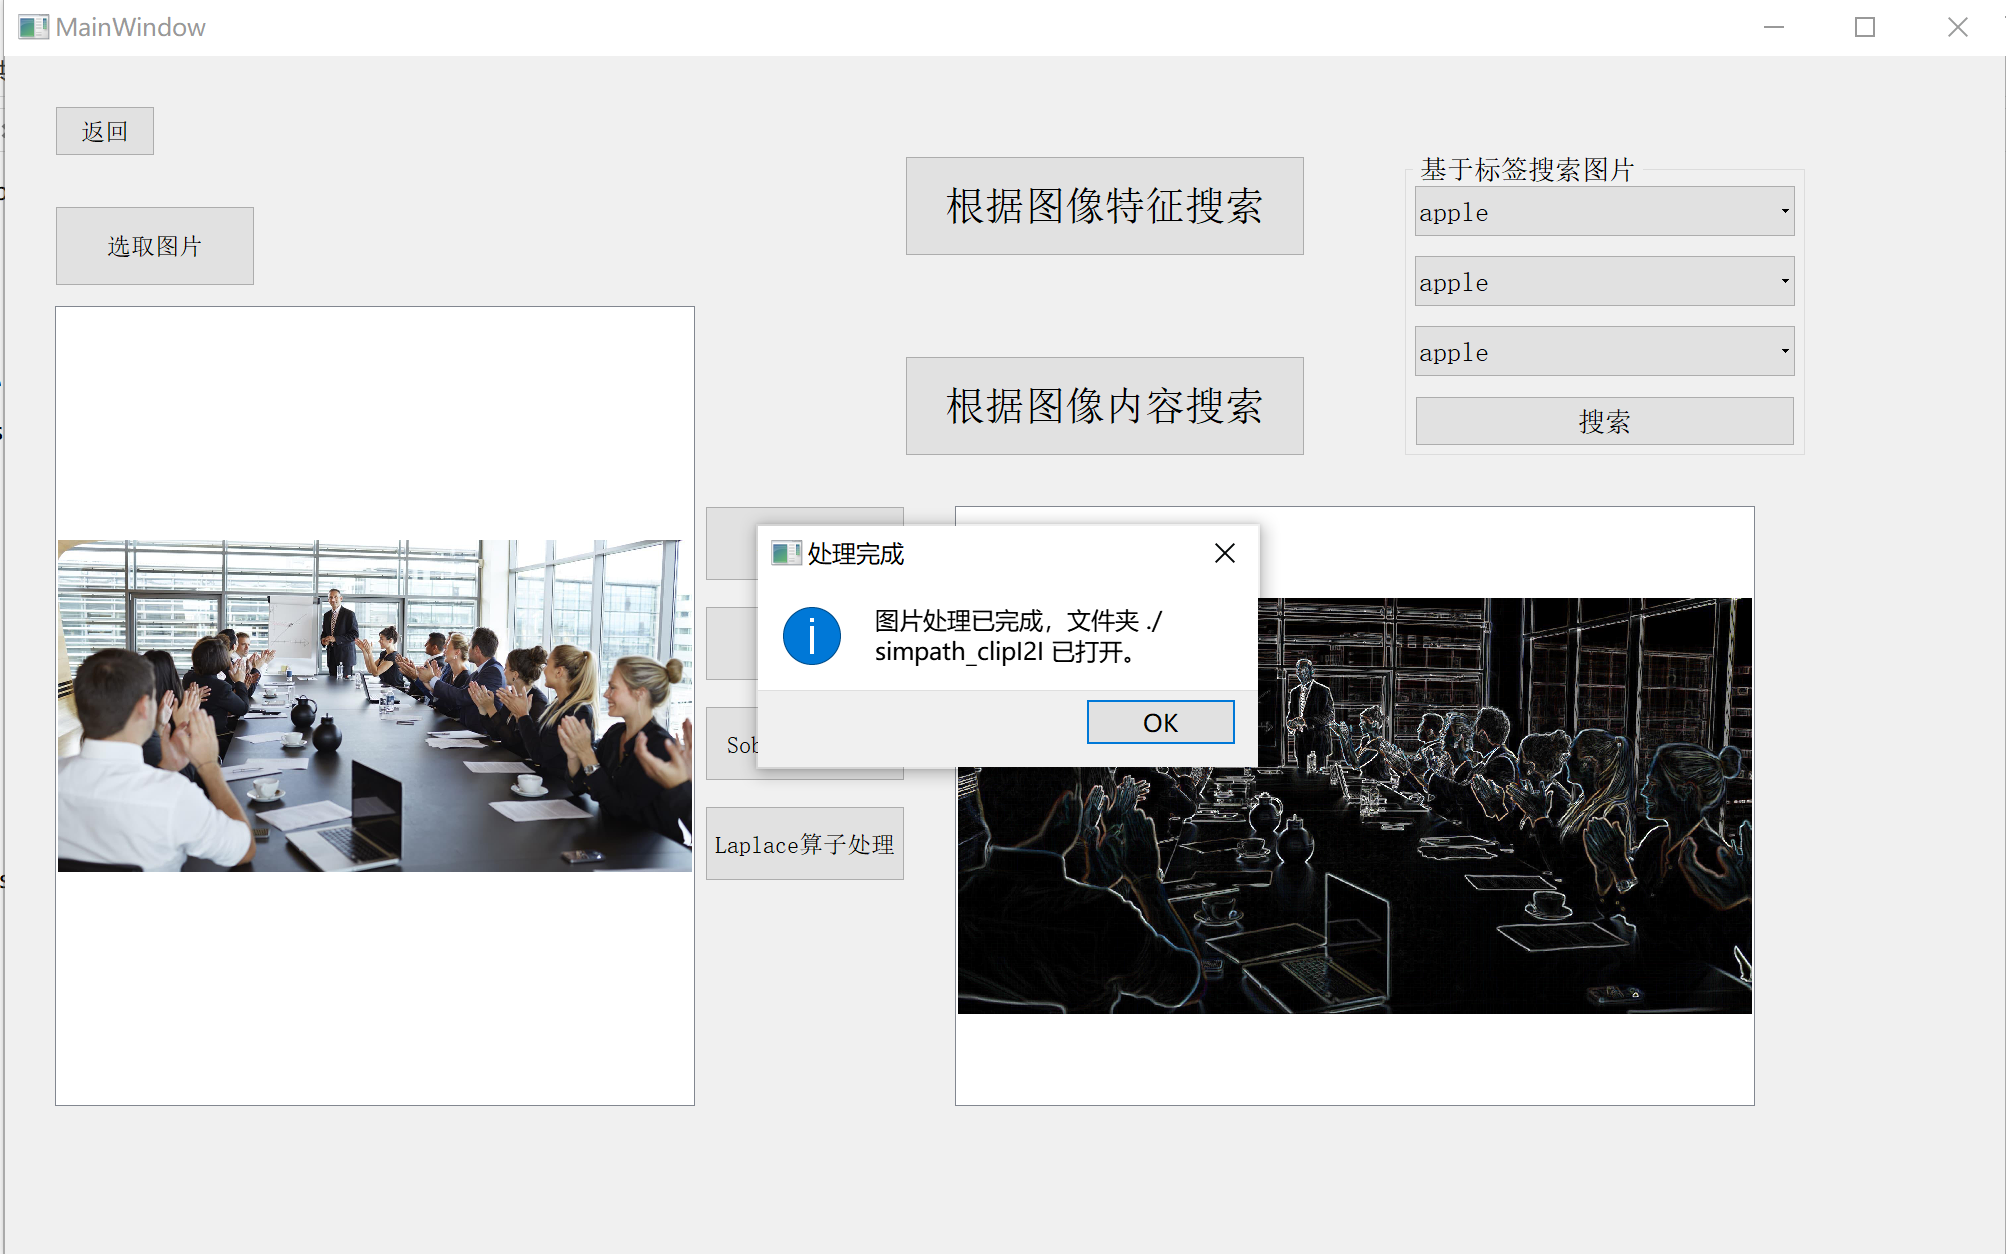 MainWindow
返回
选取图片
根据图像特征搜索
根据图像内容搜索
基于标签搜索图片
apple
apple
apple
搜索
处理完成
图片处理已完成，文件夹 ./
simpath_clipI2I 已打开。
OK
Laplace算子处理